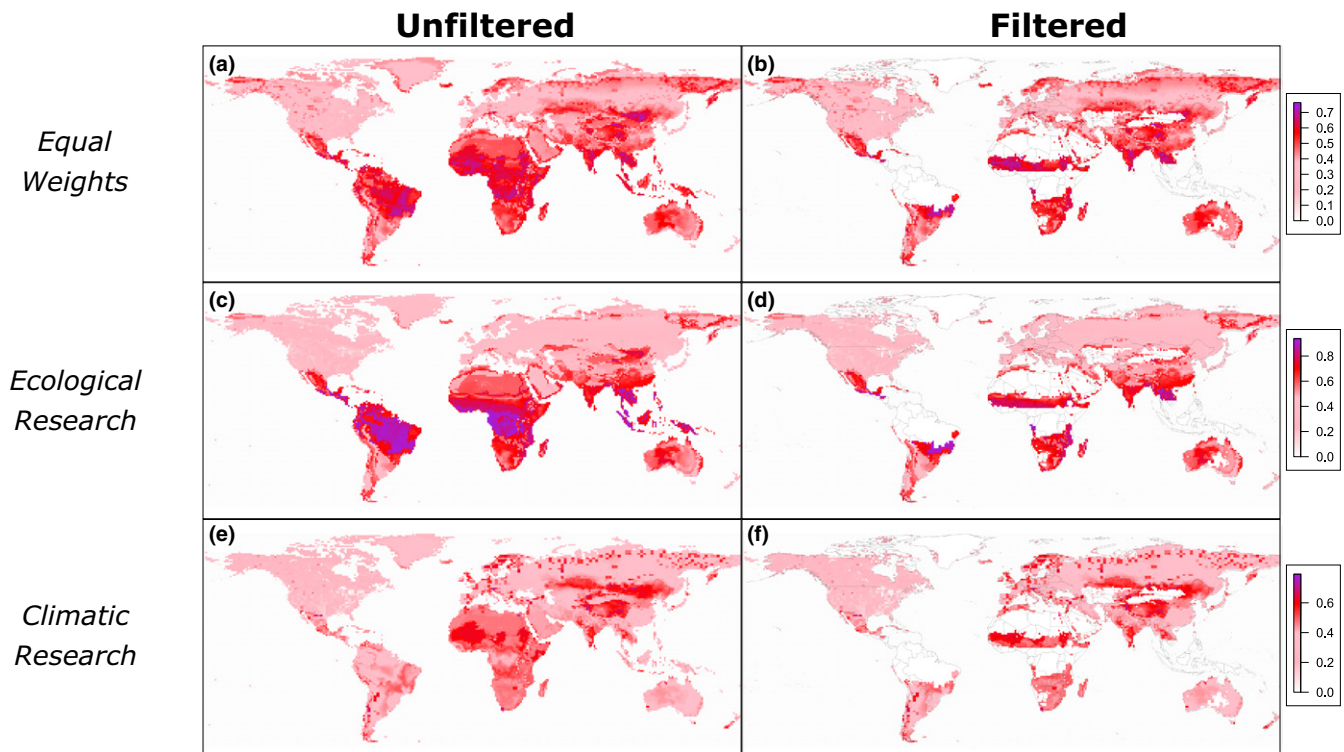 Unfiltered
Filtered
Equal
Weights
(a)
(b)
0.7
0.6
0.5
0.4
0.3
0.2
0.1
0.0
Ecological
Research
(c)
(d)
0.8
0.6
0.4
0.2
0.0
Climatic
Research
(e)
(f)
0.6
0.4
0.2
0.0